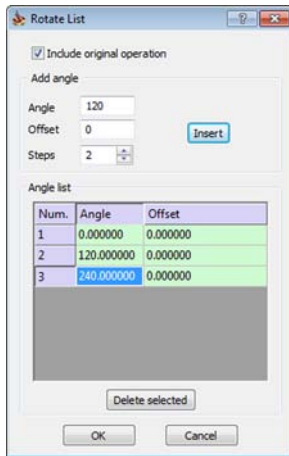 Rotate List
Include original operation
Add angle
Angle 120
Offset 0 Insert
Steps 2
Angle list
Num. Angle Offset
1 0.000000 0.000000
2 120.000000 0.000000
3 240.000000 0.000000
Delete selected
OK Cancel